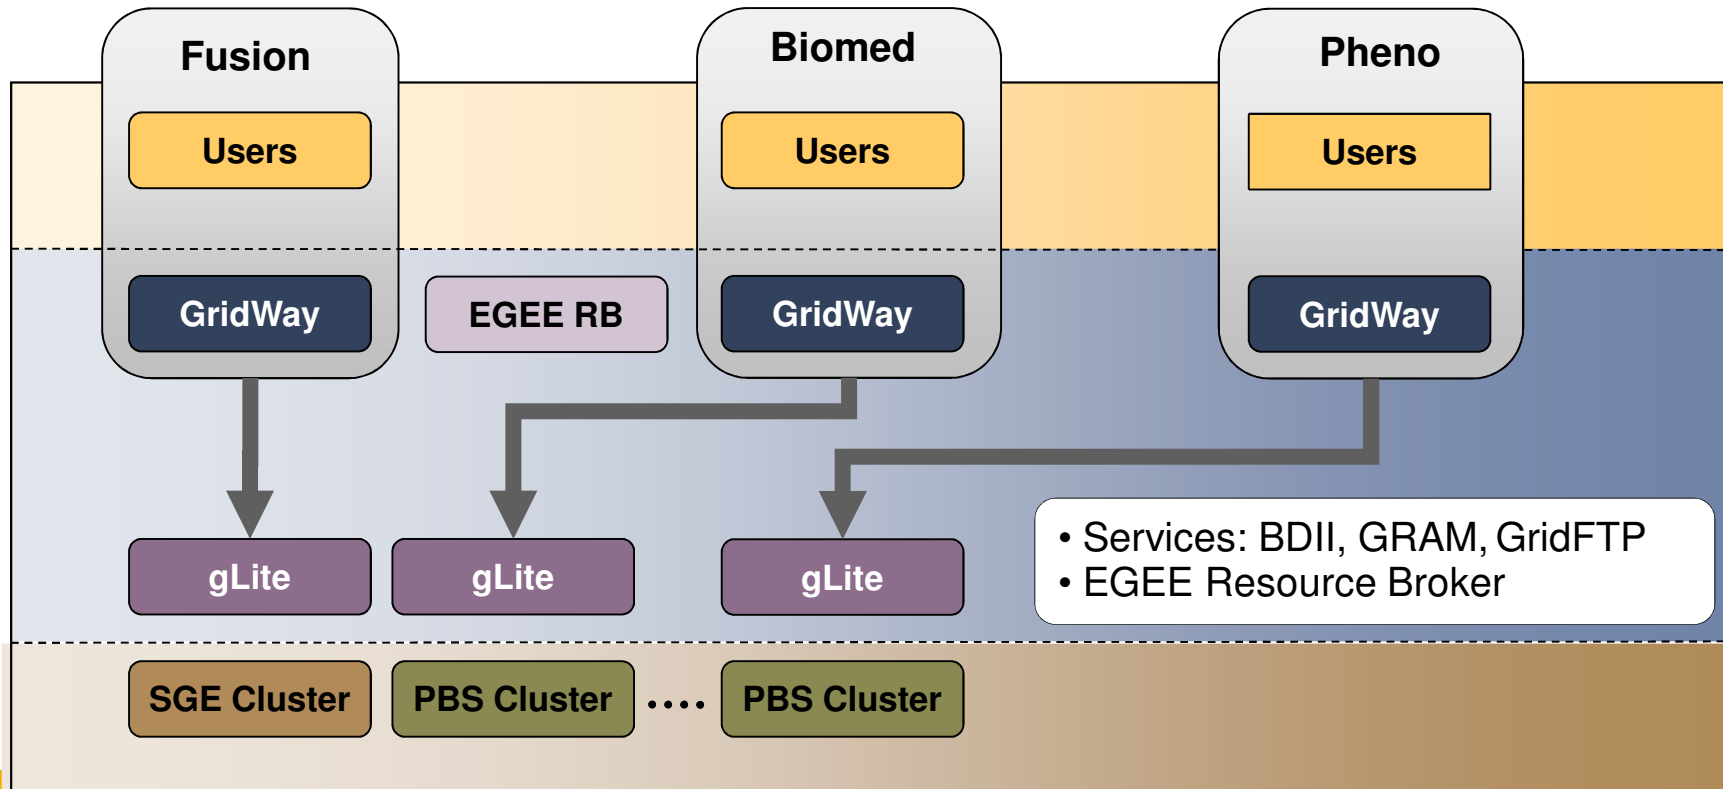 Fusion
Biomed
Pheno
Users
Users
Users
GridWay
EGEE RB
GridWay
GridWay
gLite
gLite
gLite
• Services: BDII, GRAM, GridFTP
• EGEE Resource Broker
SGE Cluster
PBS Cluster
....
PBS Cluster